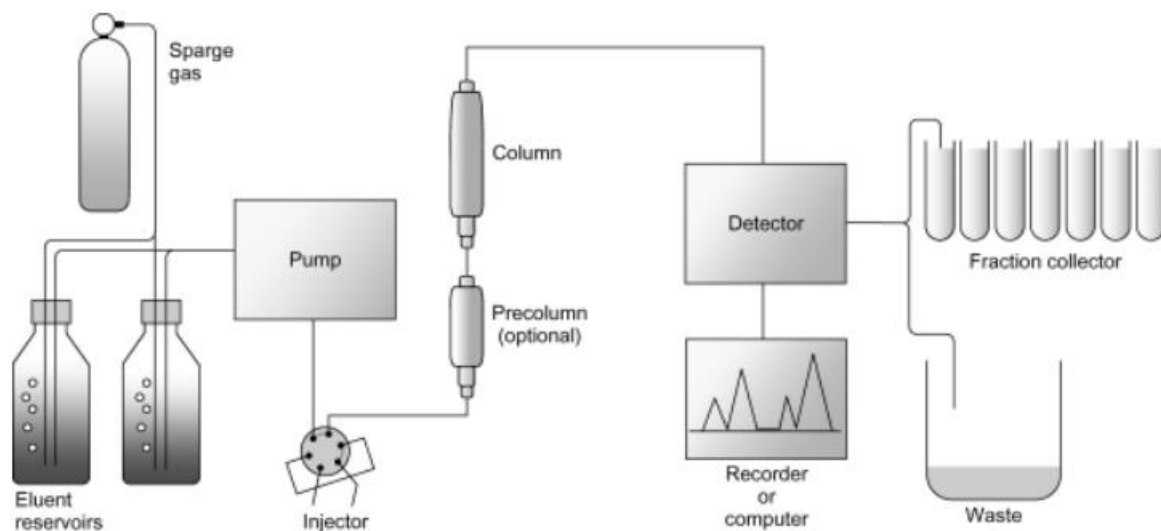 Sparge
gas
Column
Pump
Detector
Fraction collector
Precolumn
(optional)
Eluent
reservoirs
Injector
Recorder
or
computer
Waste